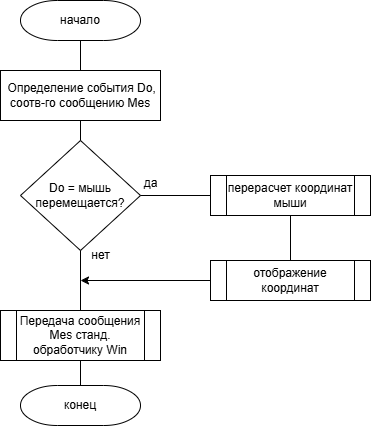 начало
Определение события Do,
соотв-го сообщению Mes
Do = мышь
перемещается?
да
перерасчет координат
мыши
нет
отображение
координат
Передача сообщения
Mes станд.
обработчику Win
конец